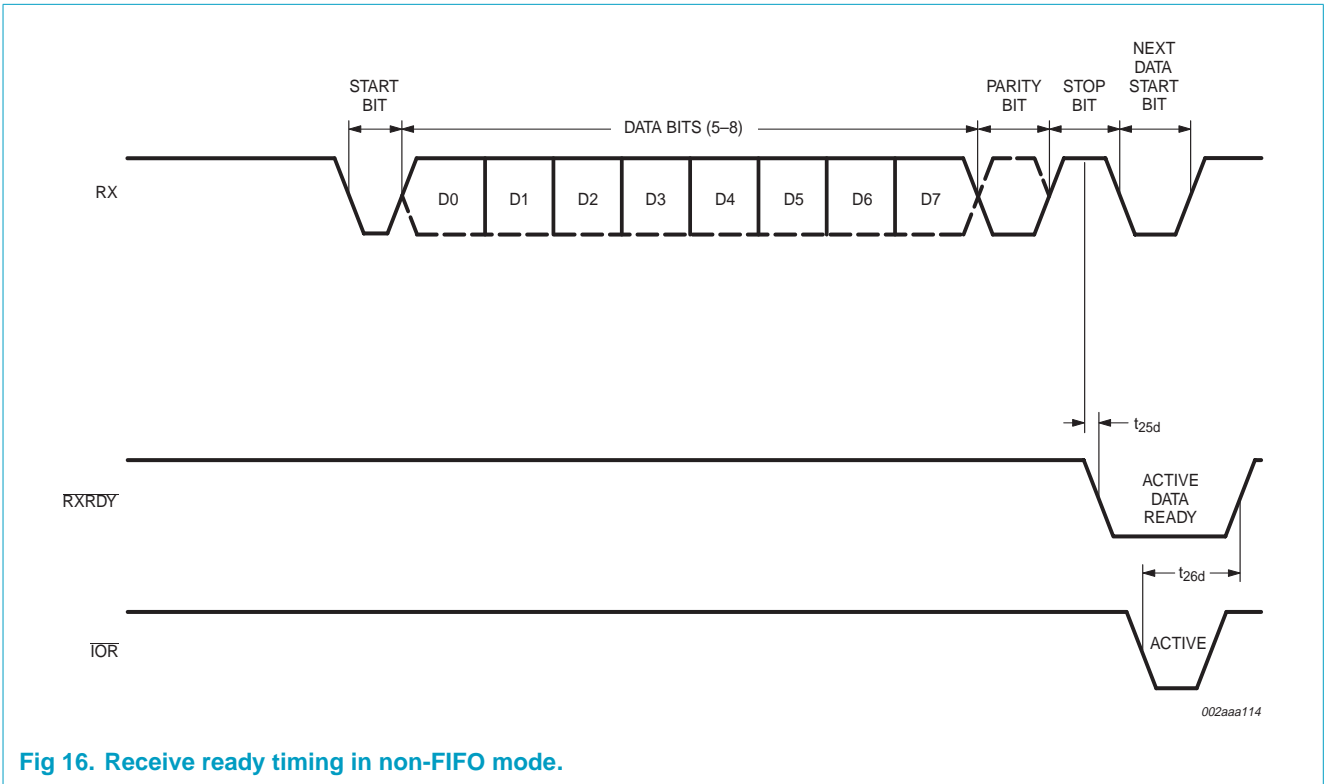 START
BIT
DATA BITS (5–8)
PARITY
BIT
STOP
BIT
NEXT
DATA
START
BIT
RX
D0
D1
D2
D3
D4
D5
D6
D7
t25d
RXRDY
ACTIVE
DATA
READY
t26d
IOR
ACTIVE
002aaa114
Fig 16. Receive ready timing in non-FIFO mode.